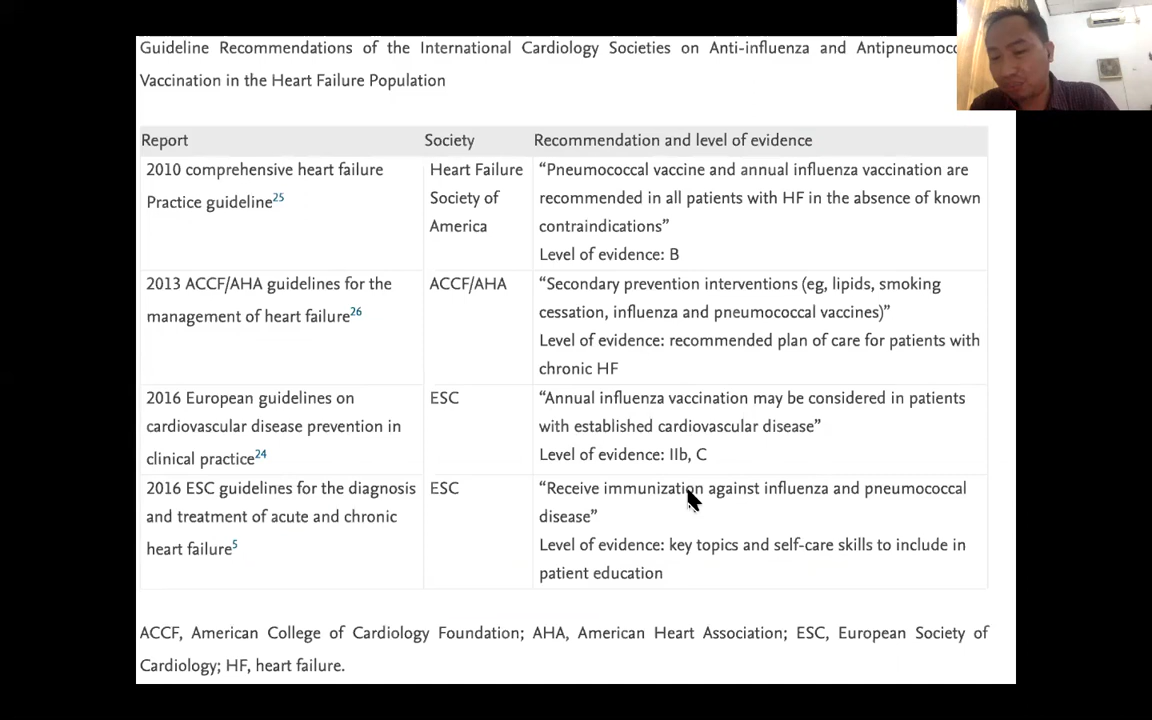 Guideline Recommendations of the International Cardiology Societies on Anti-influenza and
Vaccination in the Heart Failure Population
Report Society Recommendation and level of evidence
2010 comprehensive heart failure
Practice guideline25
Heart Failure
Society of
America
“Pneumococcal vaccine and annual influenza vaccination are
recommended in all patients with HF in the absence of known
contraindications”
Level of evidence: B
2013 ACCF/AHA guidelines for the
management of heart failure26
ACCF/AHA
“Secondary prevention interventions (eg, lipids, smoking
cessation, influenza and pneumococcal vaccines)”
Level of evidence: recommended plan of care for patients with
chronic HF
2016 European guidelines on
cardiovascular disease prevention in
clinical practice24
ESC
“Annual influenza vaccination may be considered in patients
with established cardiovascular disease”
Level of evidence: IIb, C
2016 ESC guidelines for the diagnosis
and treatment of acute and chronic
heart failure5
ESC
“Receive immunization against influenza and pneumococcal
disease”
Level of evidence: key topics and self-care skills to include in
patient education
ACCF, American College of Cardiology Foundation; AHA, American Heart Association; ESC, European Society of
Cardiology; HF, heart failure.